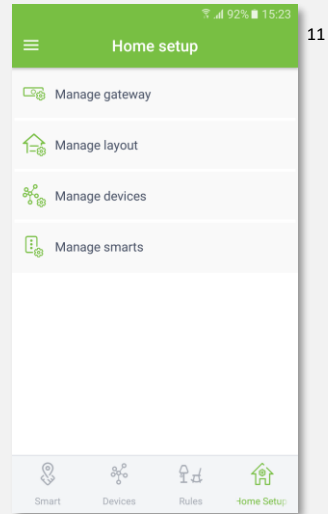 92% 15:23
11
Home setup
Manage gateway
Manage layout
Manage devices
Manage smarts
Smart Devices Rules Home Setup